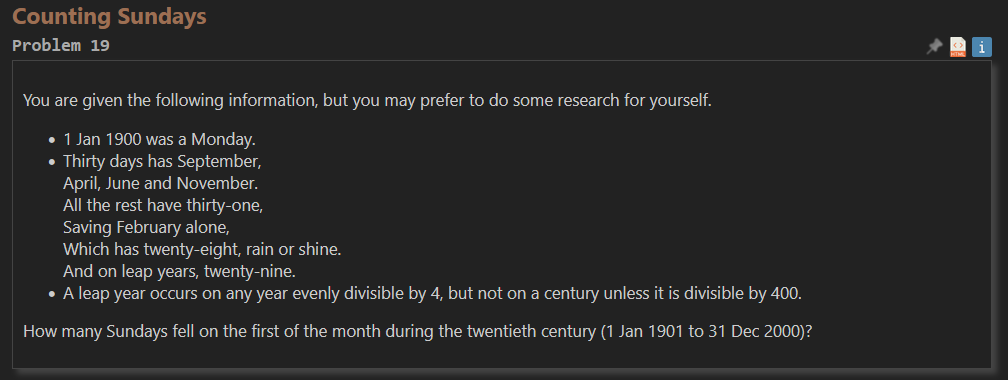 Counting Sundays
Problem 19
HTML
i
You are given the following information, but you may prefer to do some research for yourself.
• 1 Jan 1900 was a Monday.
• Thirty days has September,
April, June and November.
All the rest have thirty-one,
Saving February alone,
Which has twenty-eight, rain or shine.
And on leap years, twenty-nine.
• A leap year occurs on any year evenly divisible by 4, but not on a century unless it is divisible by 400.
How many Sundays fell on the first of the month during the twentieth century (1 Jan 1901 to 31 Dec 2000)?